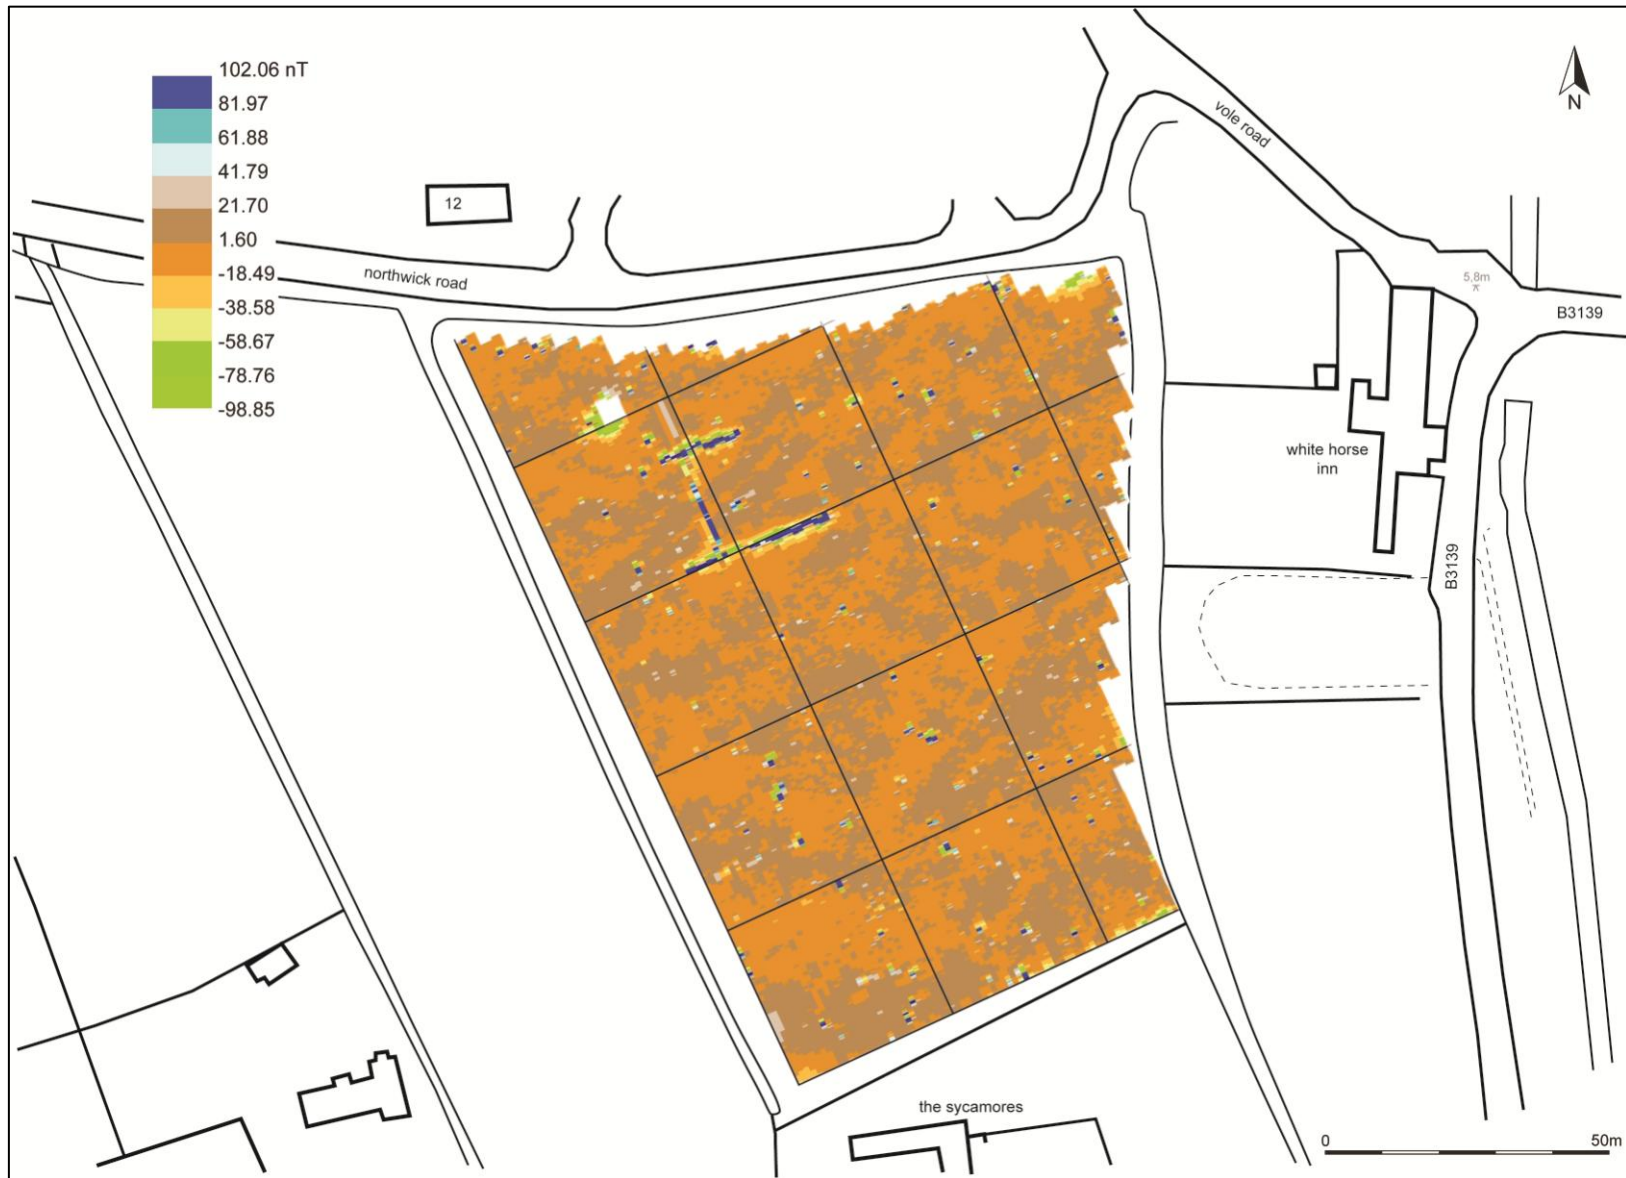 102.06 nT
81.97
61.88
41.79
21.70
1.60
-18.49
-38.58
-58.67
-78.76
-98.85
N
vole road
12
northwick road
5,8m
B3139
white horse
inn
B3139
the sycamores
0 50m